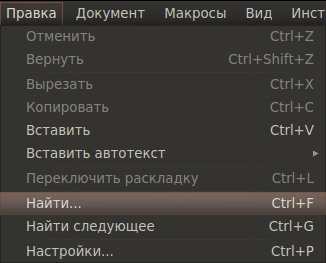 Правка Документ Макросы Вид Инст
Отменить Ctrl+Z
Вернуть Ctrl+Shift+Z
Вырезать Ctrl+X
Копировать Ctrl+C
Вставить Ctrl+V
Вставить автотекст
Переключить раскладку Ctrl+L
Найти... Ctrl+F
Найти следующее Ctrl+G
Настройки... Ctrl+P